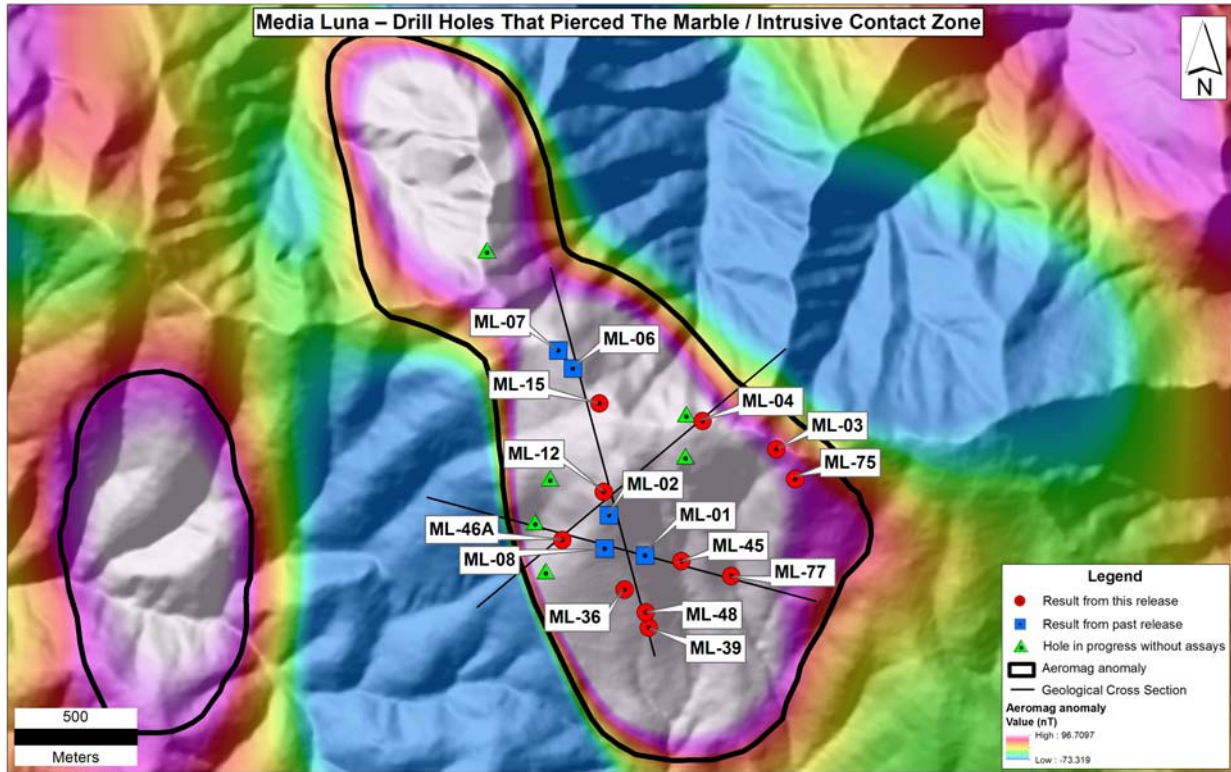 Media Luna – Drill Holes That Pierced The Marble / Intrusive Contact Zone
N
ML-07
ML-06
ML-15
ML-04
ML-03
ML-12
ML-75
ML-02
ML-46A
ML-01
ML-45
ML-08
ML-77
ML-36
ML-48
ML-39
Legend
Result from this release
Result from past release
Hole in progress without assays
Aeromag anomaly
Geological Cross Section
Aeromag anomaly
Value (nT)
High : 96.7097
Low : -73.319
500
Meters